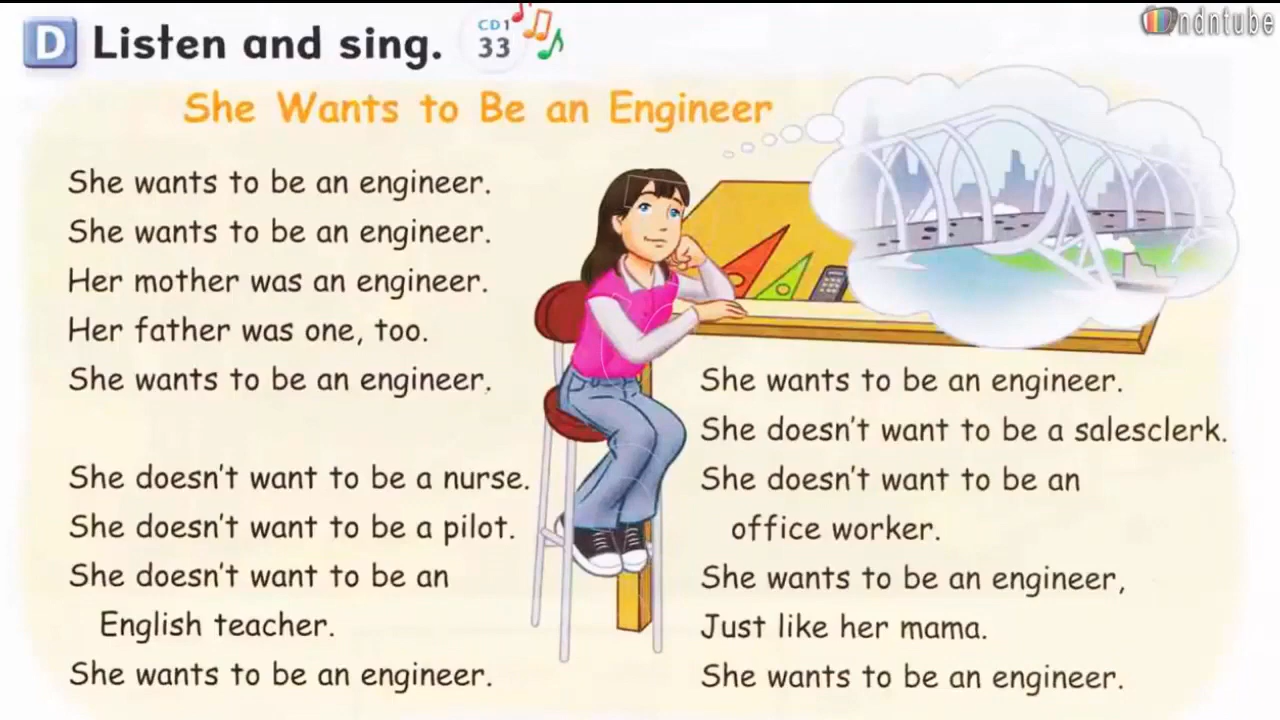 D Listen and sing. CD1 33
ndntube
She Wants to Be an Engineer
She wants to be an engineer.
She wants to be an engineer.
Her mother was an engineer.
Her father was one, too.
She wants to be an engineer.
She doesn't want to be a nurse.
She doesn't want to be a pilot.
She doesn't want to be an
English teacher.
She wants to be an engineer.
She wants to be an engineer.
She doesn't want to be a salesclerk.
She doesn't want to be an
office worker.
She wants to be an engineer,
Just like her mama.
She wants to be an engineer.